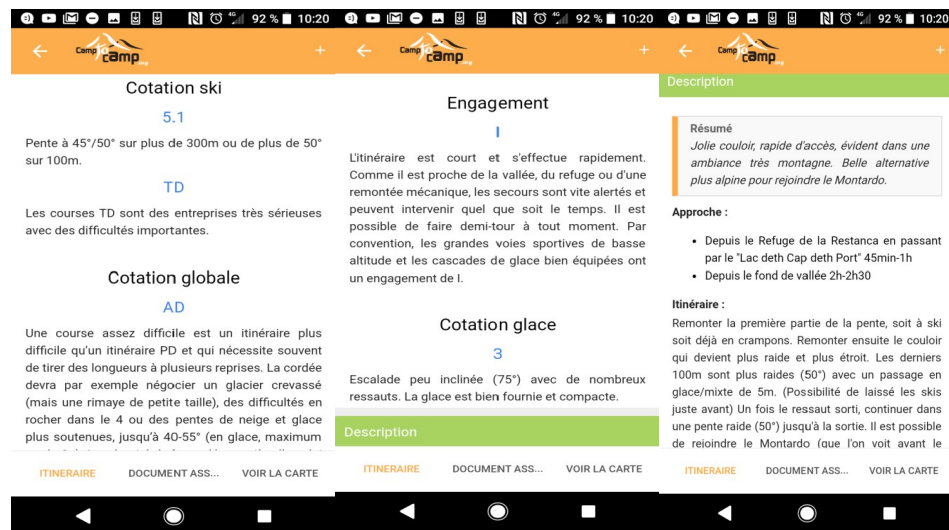 92 % 10:20
Camp to camp .org
+
Cotation ski
5.1
Pente à 45°/50° sur plus de 300m ou de plus de 50°
sur 100m.
TD
Les courses TD sont des entreprises très sérieuses
avec des difficultés importantes.
Cotation globale
AD
Une course assez difficile est un itinéraire plus
difficile qu'un itinéraire PD et qui nécessite souvent
de tirer des longueurs à plusieurs reprises. La cordée
devra par exemple négocier un glacier crevassé
(mais une rimaye de petite taille), des difficultés en
rocher dans le 4 ou des pentes de neige et glace
plus soutenues, jusqu'à 40-55° (en glace, maximum
ITINERAIRE DOCUMENT ASS... VOIR LA CARTE
4G 92 % 10:20
Camp to camp .org
+
Engagement
I
L'itinéraire est court et s'effectue rapidement.
Comme il est proche de la vallée, du refuge ou d'une
remontée mécanique, les secours sont vite alertés et
peuvent intervenir quel que soit le temps. Il est
possible de faire demi-tour à tout moment. Par
convention, les grandes voies sportives de basse
altitude et les cascades de glace bien équipées ont
un engagement de I.
Cotation glace
3
Escalade peu inclinée (75°) avec de nombreux
ressauts. La glace est bien fournie et compacte.
Description
ITINERAIRE DOCUMENT ASS... VOIR LA CARTE
4G 92 % 10:20
Camp to camp .org
+
Description
Résumé
Jolie couloir, rapide d'accès, évident dans une
ambiance très montagne. Belle alternative
plus alpine pour rejoindre le Montardo.
Approche :
• Depuis le Refuge de la Restanca en passant
par le "Lac deth Cap deth Port" 45min-1h
• Depuis le fond de vallée 2h-2h30
Itinéraire :
Remonter la première partie de la pente, soit à ski
soit déjà en crampons. Remonter ensuite le couloir
qui devient plus raide et plus étroit. Les derniers
100m sont plus raides (50°) avec un passage en
glace/mixte de 5m. (Possibilité de laissé les skis
juste avant) Un fois le ressaut sorti, continuer dans
une pente raide (50°) jusqu'à la sortie. Il est possible
de rejoindre le Montardo (que l'on voit avant le
ITINERAIRE DOCUMENT ASS... VOIR LA CARTE